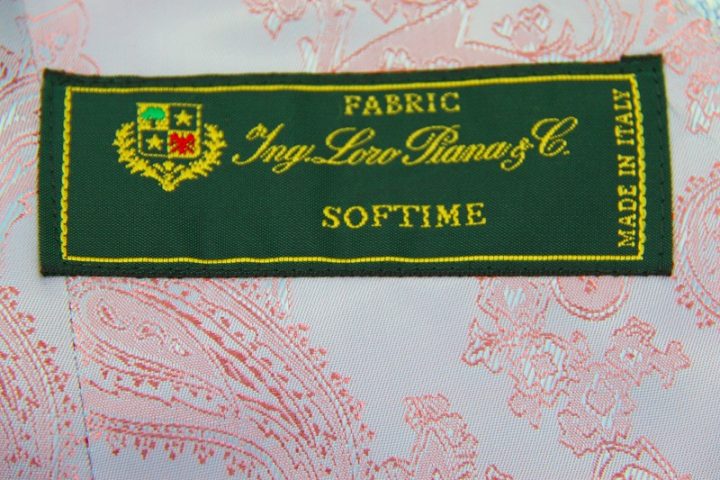 FABRIC
Ing. Loro Piana & C.
SOFTIME
MADE IN ITALY